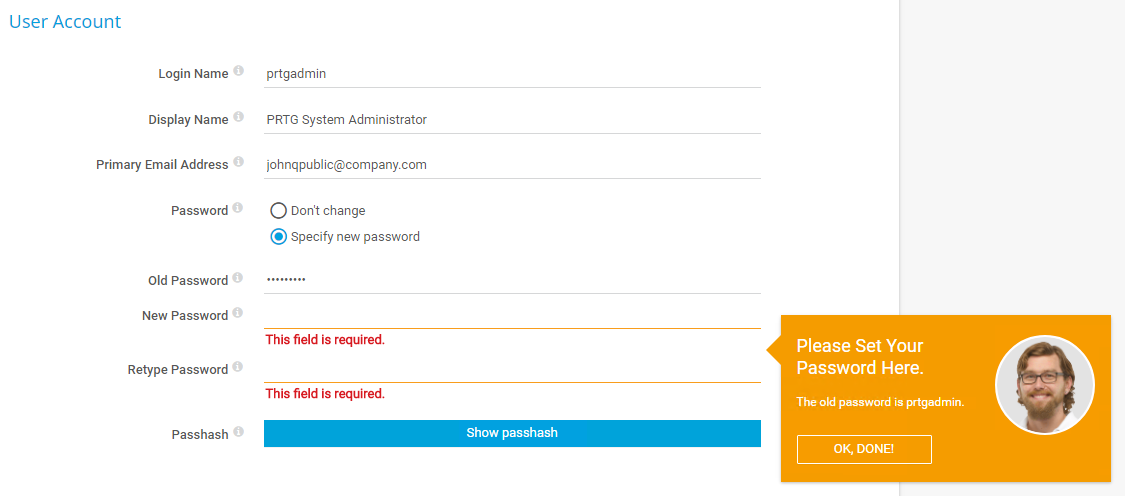 User Account
Login Name
prtgadmin
Display Name
PRTG System Administrator
Primary Email Address
johnqpublic@company.com
Password
Don't change
Specify new password
Old Password
•••••••••
New Password
This field is required.
Retype Password
This field is required.
Passhash
Show passhash
Please Set Your
Password Here.
The old password is prtgadmin.
OK, DONE!